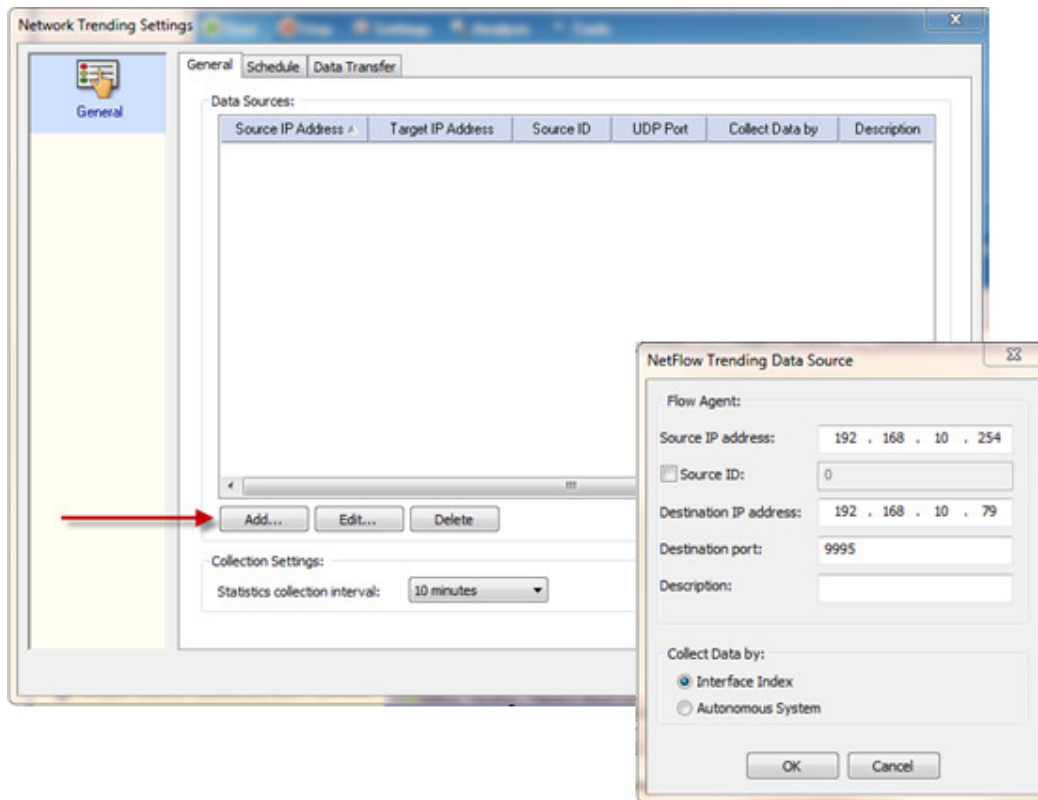 Network Trending Settings
General
General Schedule Data Transfer
Data Sources:
Source IP Address Target IP Address Source ID UDP Port Collect Data by Description
Add... Edit... Delete
Collection Settings:
Statistics collection interval: 10 minutes
NetFlow Trending Data Source
Flow Agent:
Source IP address: 192 . 168 . 10 . 254
Source ID: 0
Destination IP address: 192 . 168 . 10 . 79
Destination port: 9995
Description:
Collect Data by:
Interface Index
Autonomous System
OK Cancel